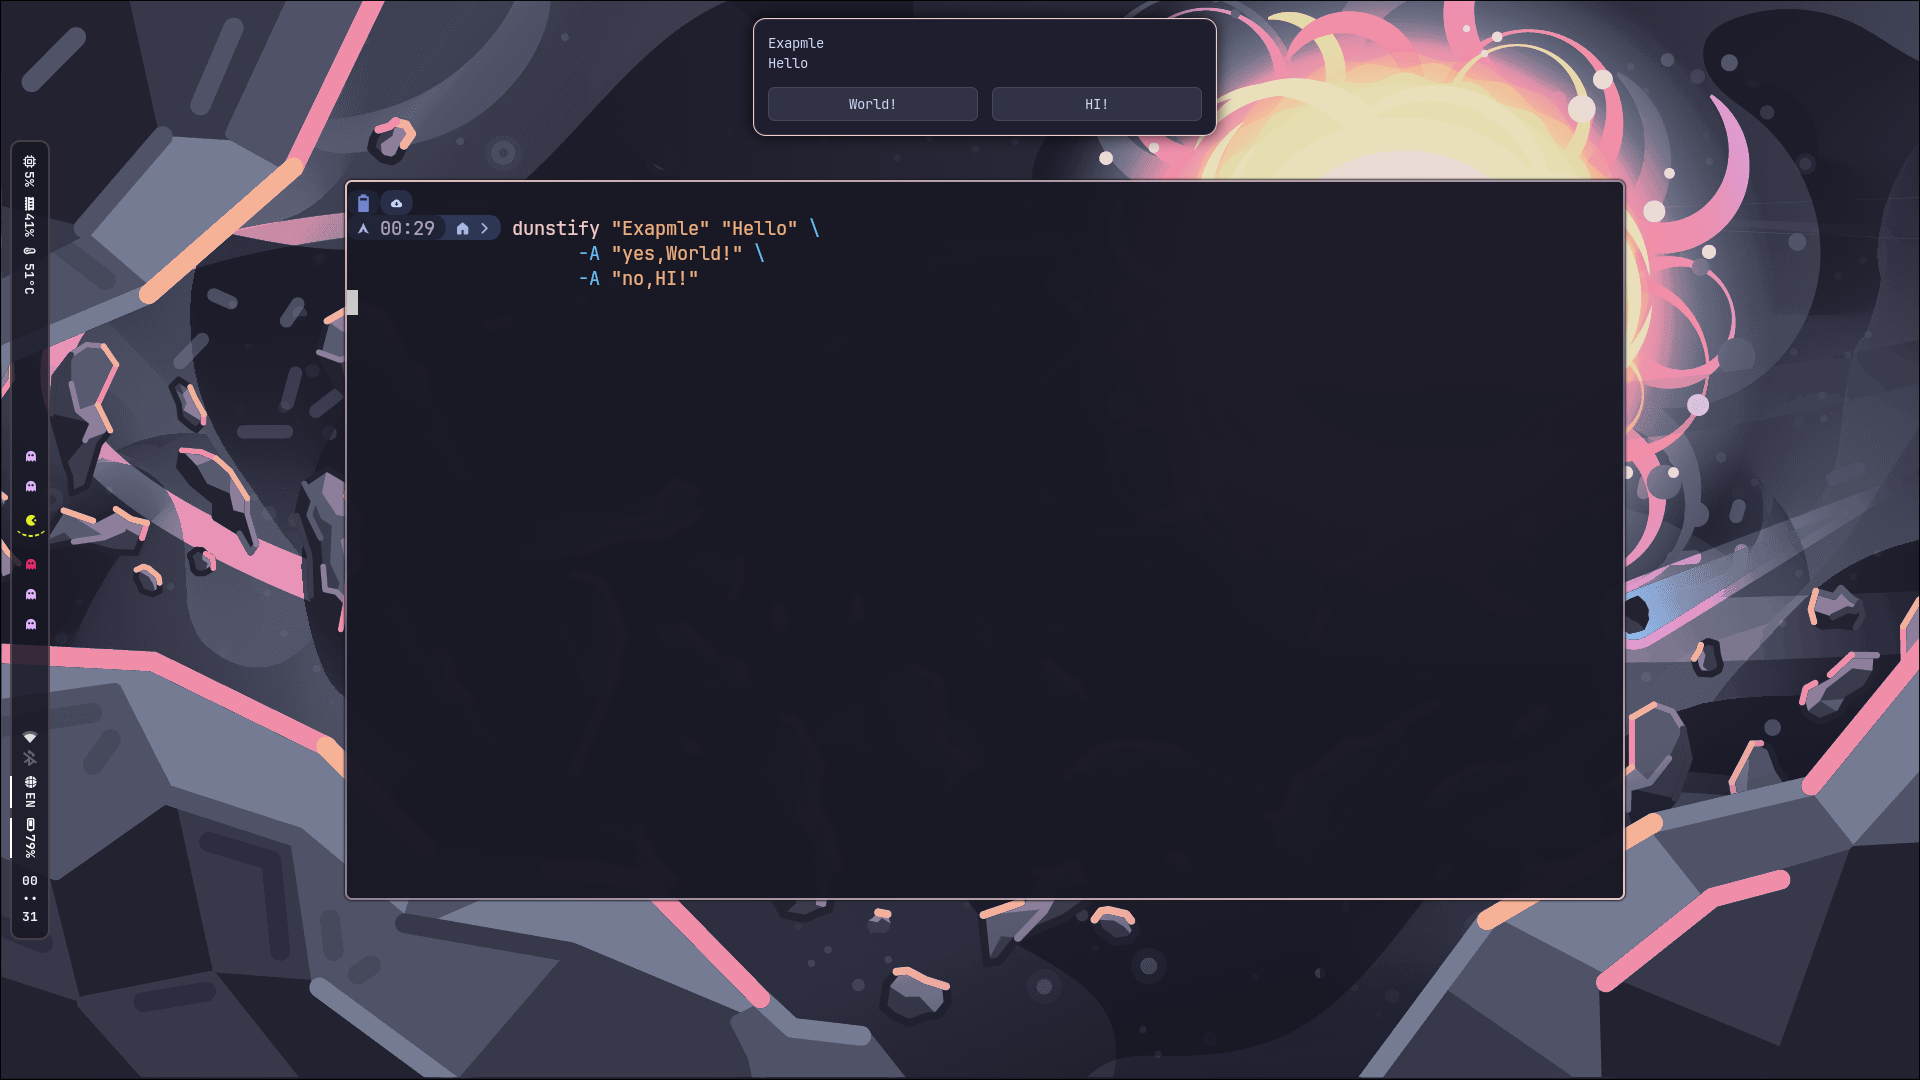 Exapmle
Hello
World! HI!
00:29 dunstify "Exapmle" "Hello" \
-A "yes,World!" \
-A "no,HI!"
5%
41%
51°C
EN
79%
00
31